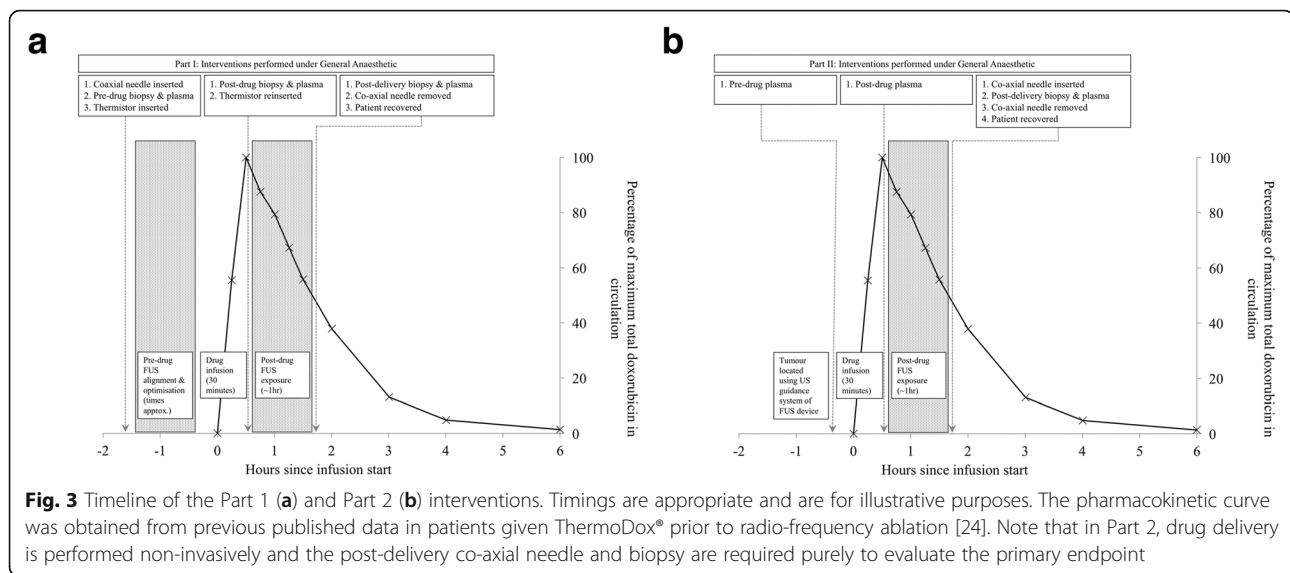 a
Part I: Interventions performed under General Anaesthetic
1. Coaxial needle inserted
2. Pre-drug biopsy & plasma
3. Thermistor inserted
1. Post-drug biopsy & plasma
2. Thermistor reinserted
1. Post-delivery biopsy & plasma
2. Co-axial needle removed
3. Patient recovered
Pre-drug
FUS
alignment &
optimisation
(times
approx.)
Drug
infusion
(30
minutes)
Post-drug
FUS
exposure
(~1hr)
100
80
60
40
20
0
Percentage of maximum total doxorubicin in
circulation
-2 -1 0 1 2 3 4 5 6
Hours since infusion start
b
Part II: Interventions performed under General Anaesthetic
1. Pre-drug plasma
1. Post-drug plasma
1. Co-axial needle inserted
2. Post-delivery biopsy & plasma
3. Co-axial needle removed
4. Patient recovered
Tumour
located
using US
guidance
system of
FUS device
Drug
infusion
(30
minutes)
Post-drug
FUS
exposure
(~1hr)
100
80
60
40
20
0
Percentage of maximum total doxorubicin in
circulation
-2 -1 0 1 2 3 4 5 6
Hours since infusion start
Fig. 3 Timeline of the Part 1 (a) and Part 2 (b) interventions. Timings are appropriate and are for illustrative purposes. The pharmacokinetic curve
was obtained from previous published data in patients given ThermoDox® prior to radio-frequency ablation [24]. Note that in Part 2, drug delivery
is performed non-invasively and the post-delivery co-axial needle and biopsy are required purely to evaluate the primary endpoint